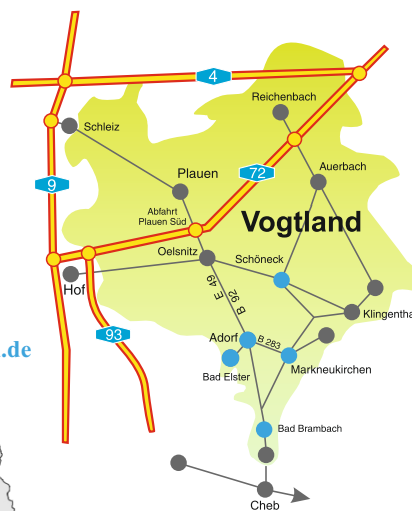 4
Reichenbach
Schleiz
Auerbach
Plauen
72
9
Abfahrt
Plauen Süd
Vogtland
Oelsnitz
Schöneck
Hof
E 49
B 92
Klingentha
93
Adorf
B 283
.de
Markneukirchen
Bad Elster
Bad Brambach
Cheb